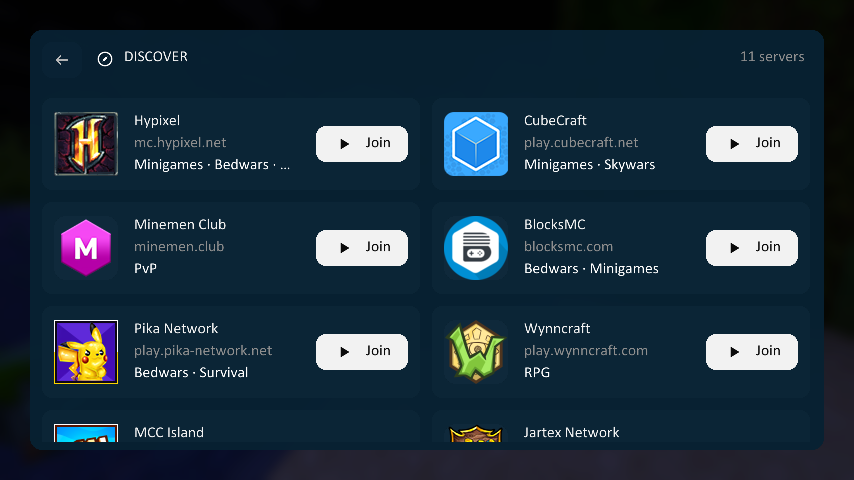 DISCOVER
11 servers
Hypixel
mc.hypixel.net
Minigames · Bedwars · ...
Join
CubeCraft
play.cubecraft.net
Minigames · Skywars
Join
M
Minemen Club
minemen.club
PvP
Join
BlocksMC
blocksmc.com
Bedwars · Minigames
Join
Pika Network
play.pika-network.net
Bedwars · Survival
Join
Wynncraft
play.wynncraft.com
RPG
Join
MCC Island
Jartex Network